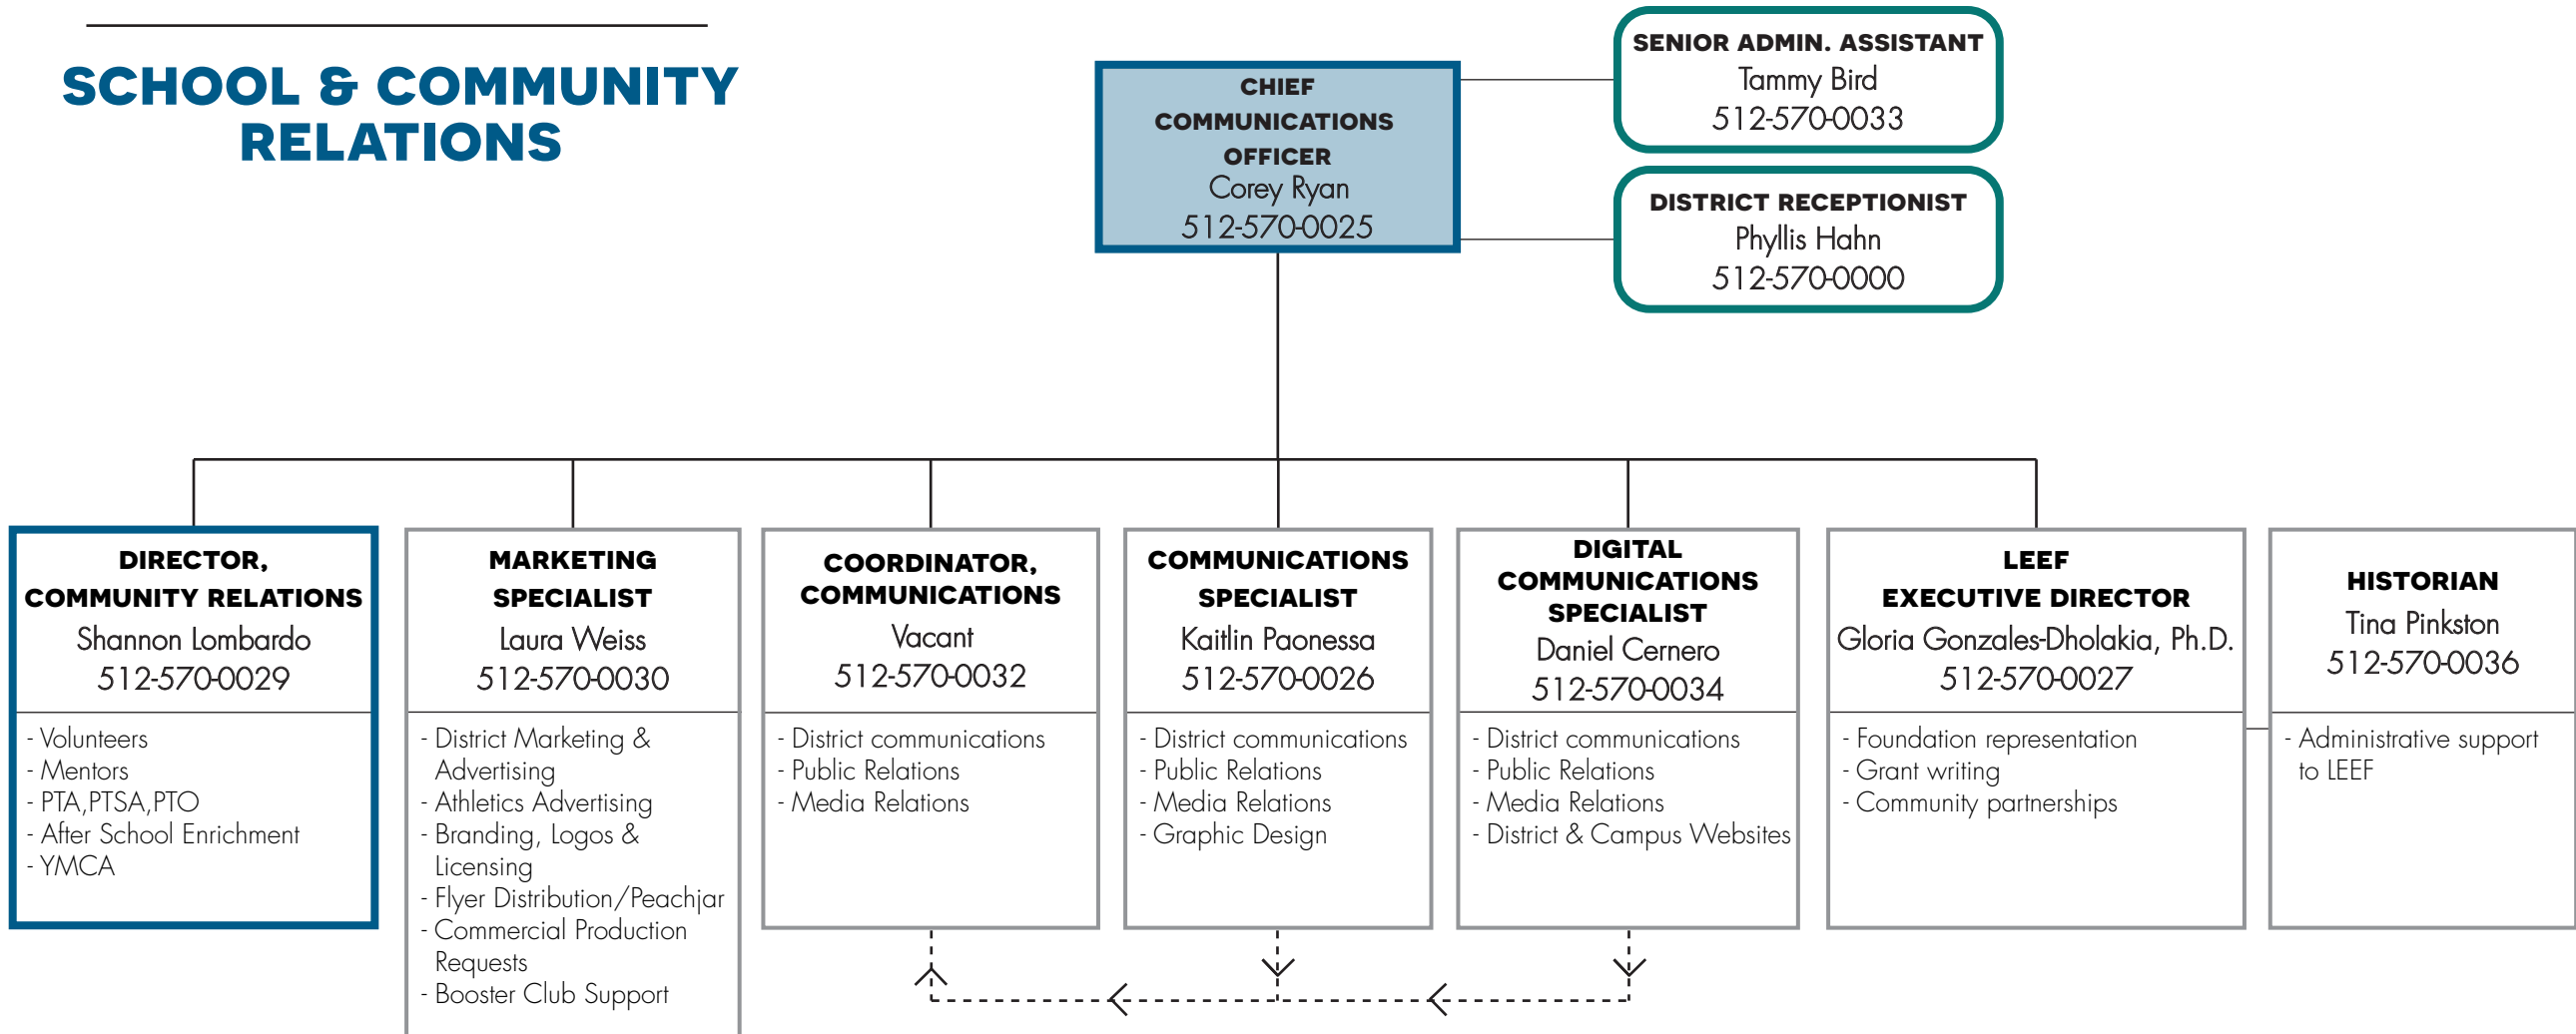 SCHOOL & COMMUNITY
RELATIONS
CHIEF
COMMUNICATIONS
OFFICER
Corey Ryan
512-570-0025
SENIOR ADMIN. ASSISTANT
Tammy Bird
512-570-0033
DISTRICT RECEPTIONIST
Phyllis Hahn
512-570-0000
DIRECTOR,
COMMUNITY RELATIONS
Shannon Lombardo
512-570-0029
- Volunteers
- Mentors
- PTA,PTSA,PTO
- After School Enrichment
- YMCA
MARKETING
SPECIALIST
Laura Weiss
512-570-0030
- District Marketing &
Advertising
- Athletics Advertising
- Branding, Logos &
Licensing
- Flyer Distribution/Peachjar
- Commercial Production
Requests
- Booster Club Support
COORDINATOR,
COMMUNICATIONS
Vacant
512-570-0032
- District communications
- Public Relations
- Media Relations
COMMUNICATIONS
SPECIALIST
Kaitlin Paonessa
512-570-0026
- District communications
- Public Relations
- Media Relations
- Graphic Design
DIGITAL
COMMUNICATIONS
SPECIALIST
Daniel Cernero
512-570-0034
- District communications
- Public Relations
- Media Relations
- District & Campus Websites
LEEF
EXECUTIVE DIRECTOR
Gloria Gonzales-Dholakia, Ph.D.
512-570-0027
- Foundation representation
- Grant writing
- Community partnerships
HISTORIAN
Tina Pinkston
512-570-0036
- Administrative support
to LEEF